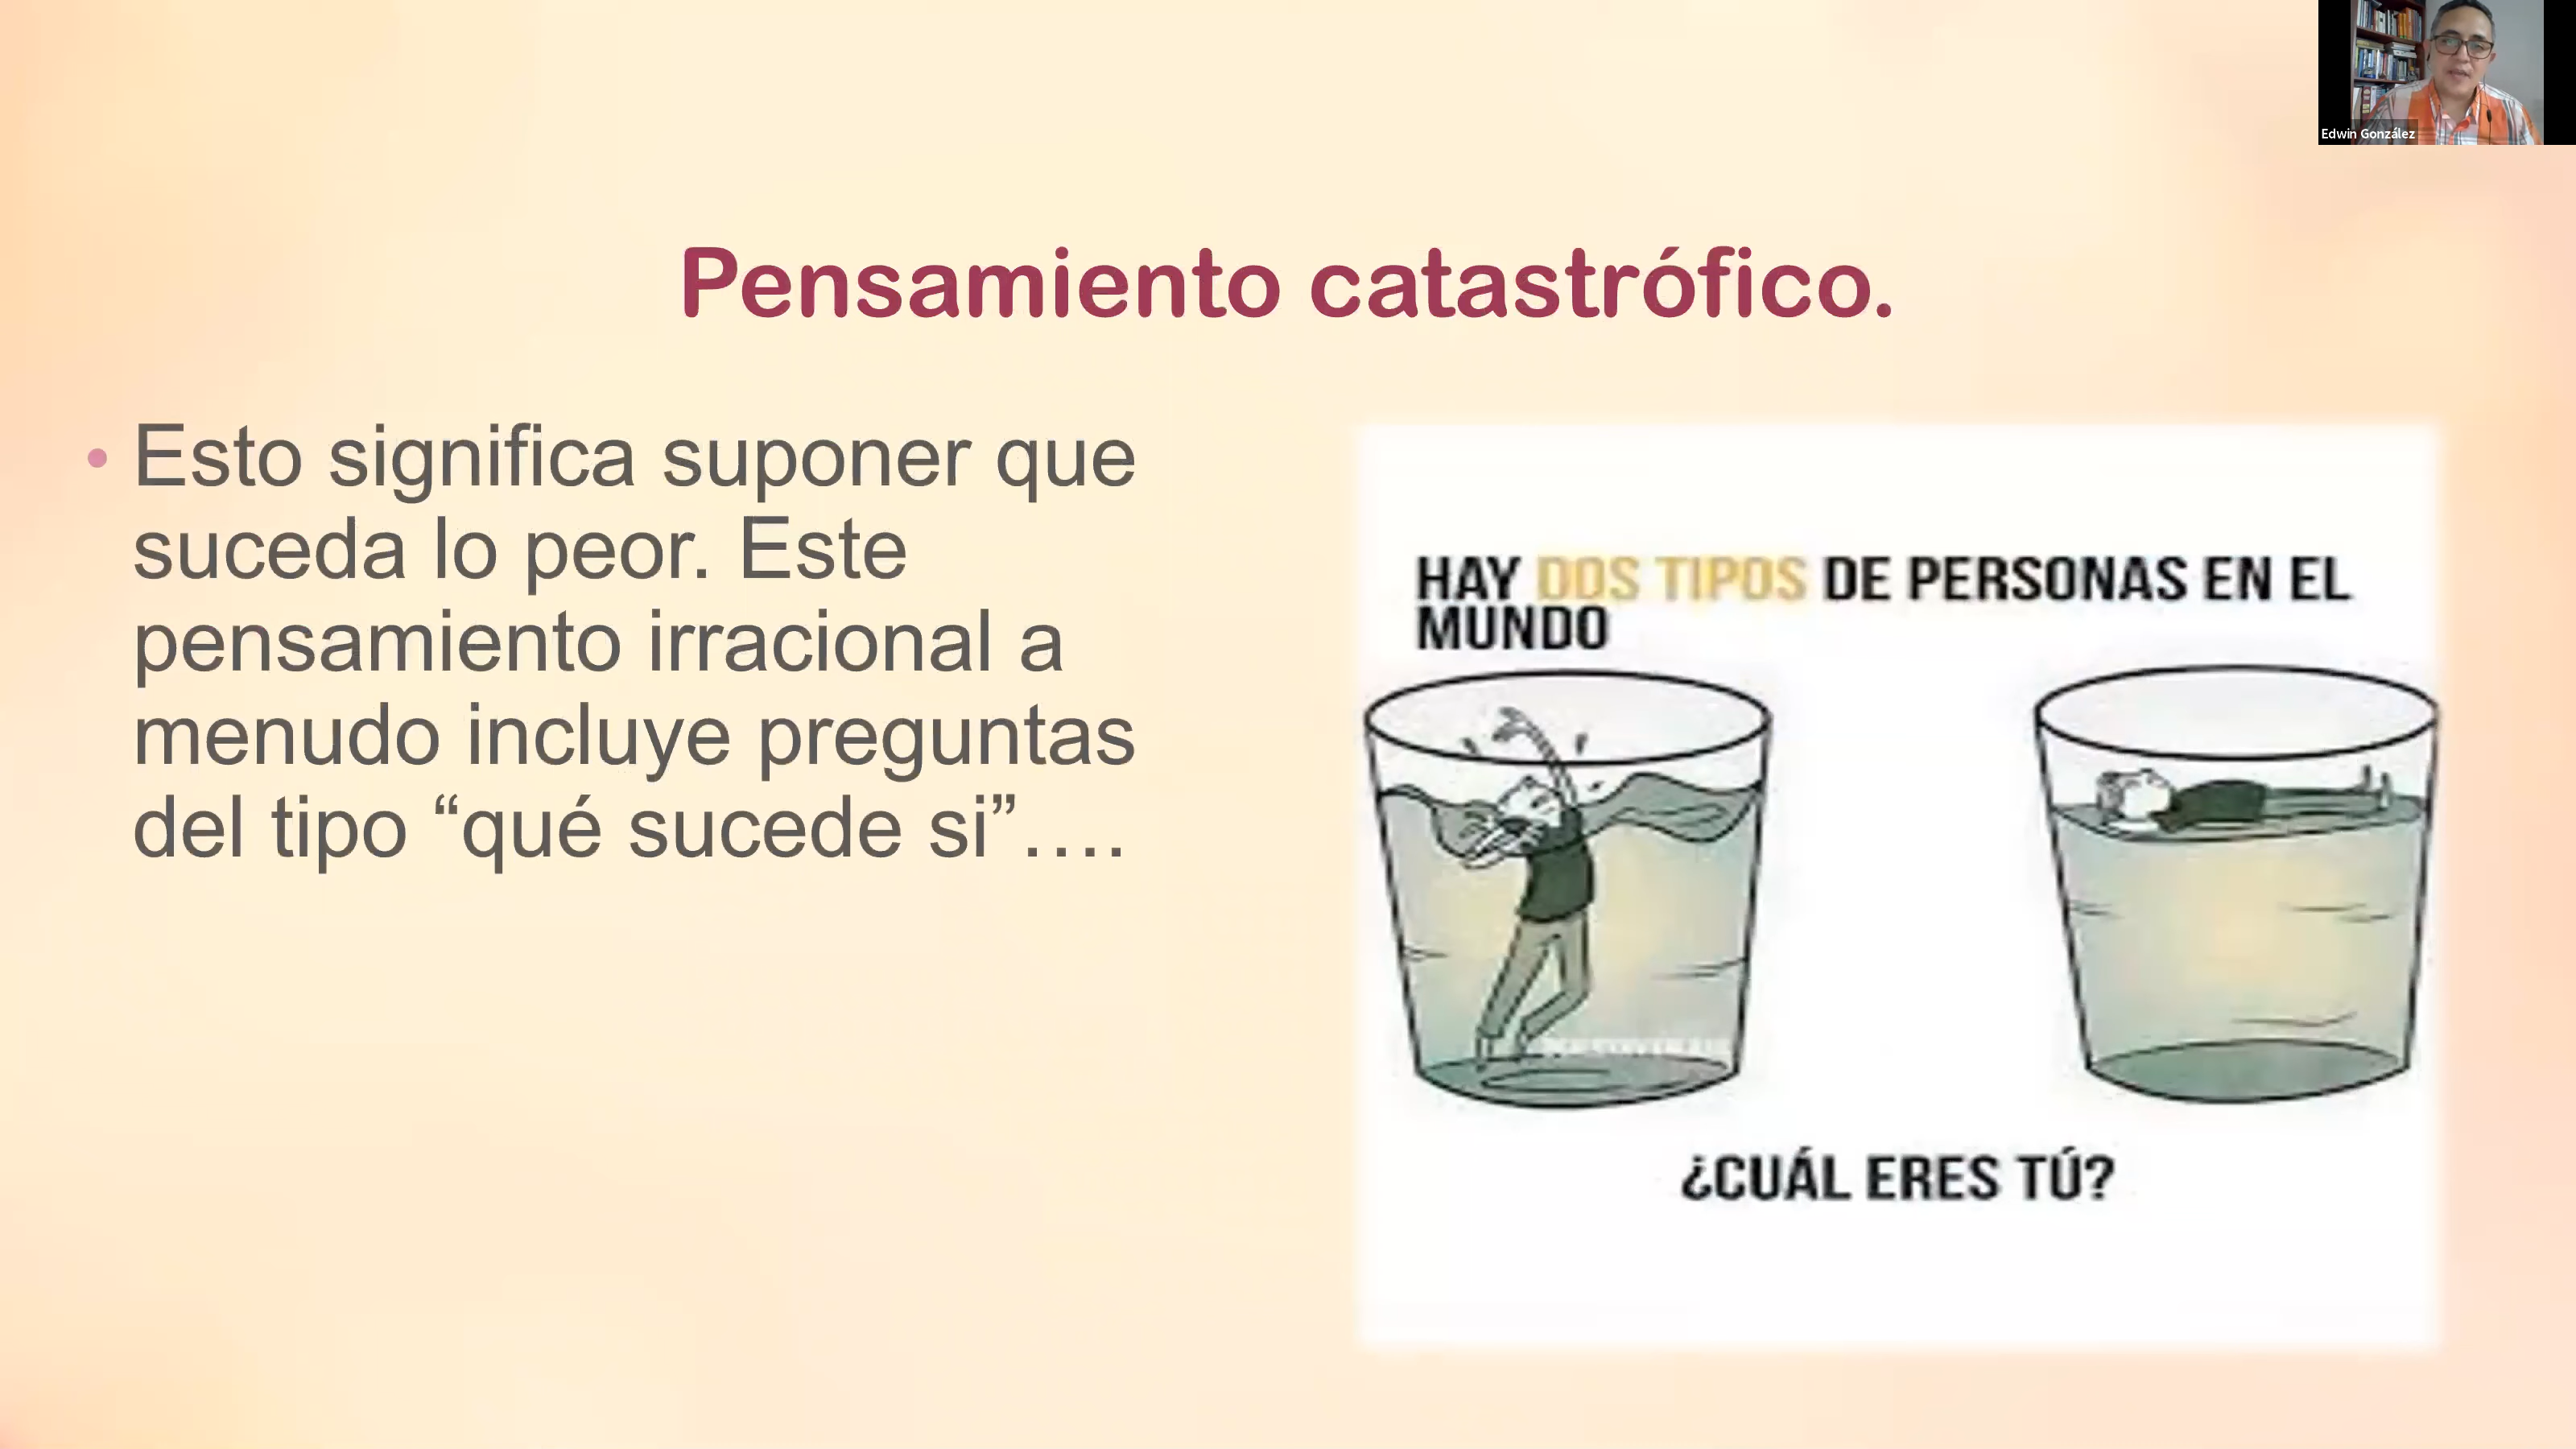 Edwin González
Pensamiento catastrófico.
• Esto significa suponer que
suceda lo peor. Este
pensamiento irracional a
menudo incluye preguntas
del tipo “qué sucede si”….
HAY DOS TIPOS DE PERSONAS EN EL
MUNDO
¿CUÁL ERES TÚ?